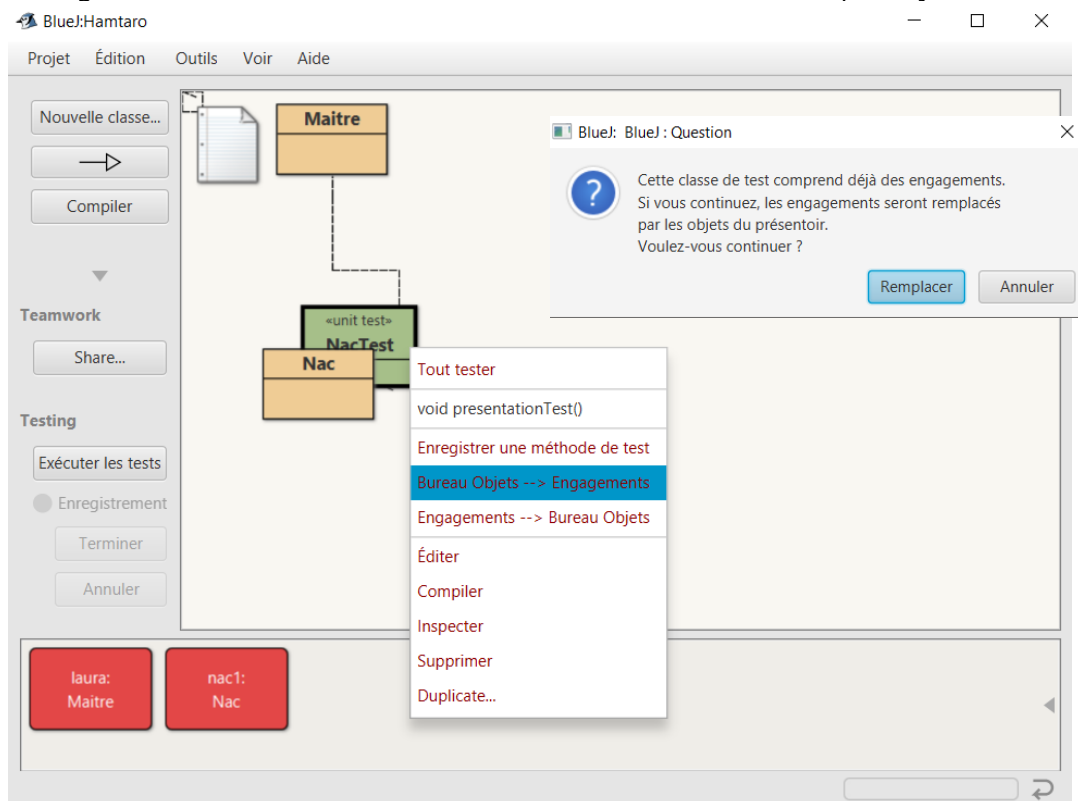 BlueJ:Hamtaro
Projet Édition Outils Voir Aide
Nouvelle classe...
Compiler
Teamwork
Share...
Testing
Exécuter les tests
Enregistrement
Terminer
Annuler
Maitre
«unit test»
NacTest
Nac
BlueJ: BlueJ : Question
Cette classe de test comprend déjà des engagements.
Si vous continuez, les engagements seront remplacés
par les objets du présentoir.
Voulez-vous continuer ?
Remplacer Annuler
Tout tester
void presentationTest()
Enregistrer une méthode de test
Bureau Objets --> Engagements
Engagements --> Bureau Objets
Éditer
Compiler
Inspecter
Supprimer
Duplicate...
laura:
Maitre
nac1:
Nac